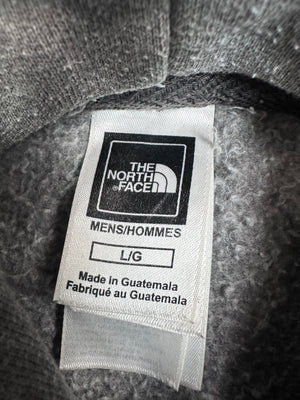 THE
NORTH
FACE
®
MENS/HOMMES
L/G
Made in Guatemala
Fabriqué au Guatemala